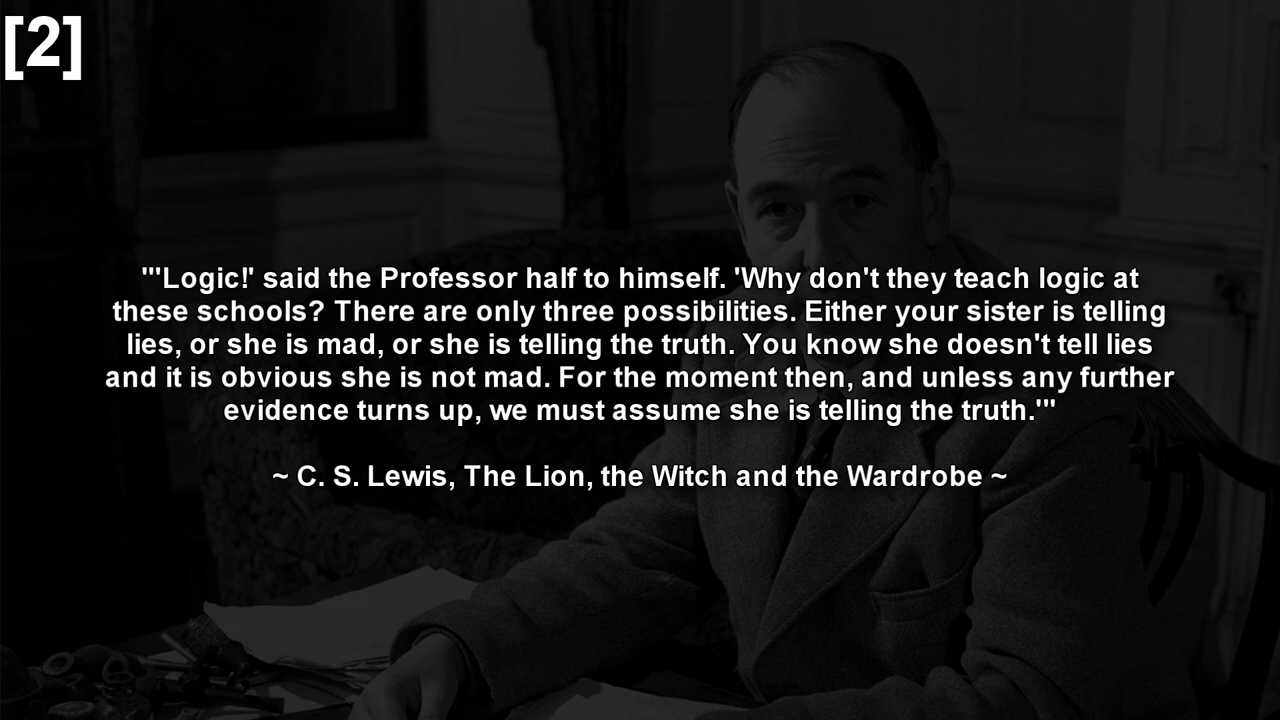 [2]
"'Logic!' said the Professor half to himself. 'Why don't they teach logic at
these schools? There are only three possibilities. Either your sister is telling
lies, or she is mad, or she is telling the truth. You know she doesn't tell lies
and it is obvious she is not mad. For the moment then, and unless any further
evidence turns up, we must assume she is telling the truth.'"
~ C. S. Lewis, The Lion, the Witch and the Wardrobe ~